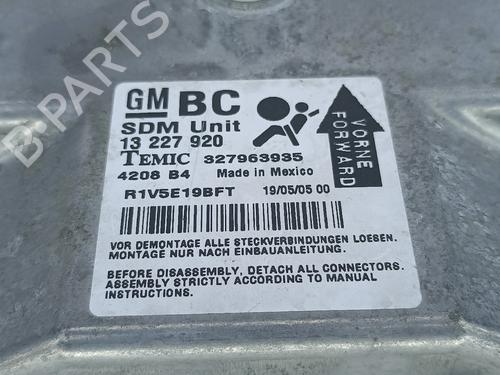 B-PARTS
GM BC
SDM Unit
13 227 920
TEMIC 327963935
4208 B4 Made in Mexico
R1V5E19BFT 19/05/05 00
VORNE
FORWARD
VOR DEMONTAGE ALLE STECKVERBINDUNGEN LOESEN.
MONTAGE NUR NACH EINBAUANLEITUNG.
BEFORE DISASSEMBLY, DETACH ALL CONNECTORS.
ASSEMBLY STRICTLY ACCORDING TO MANUAL
INSTRUCTIONS.